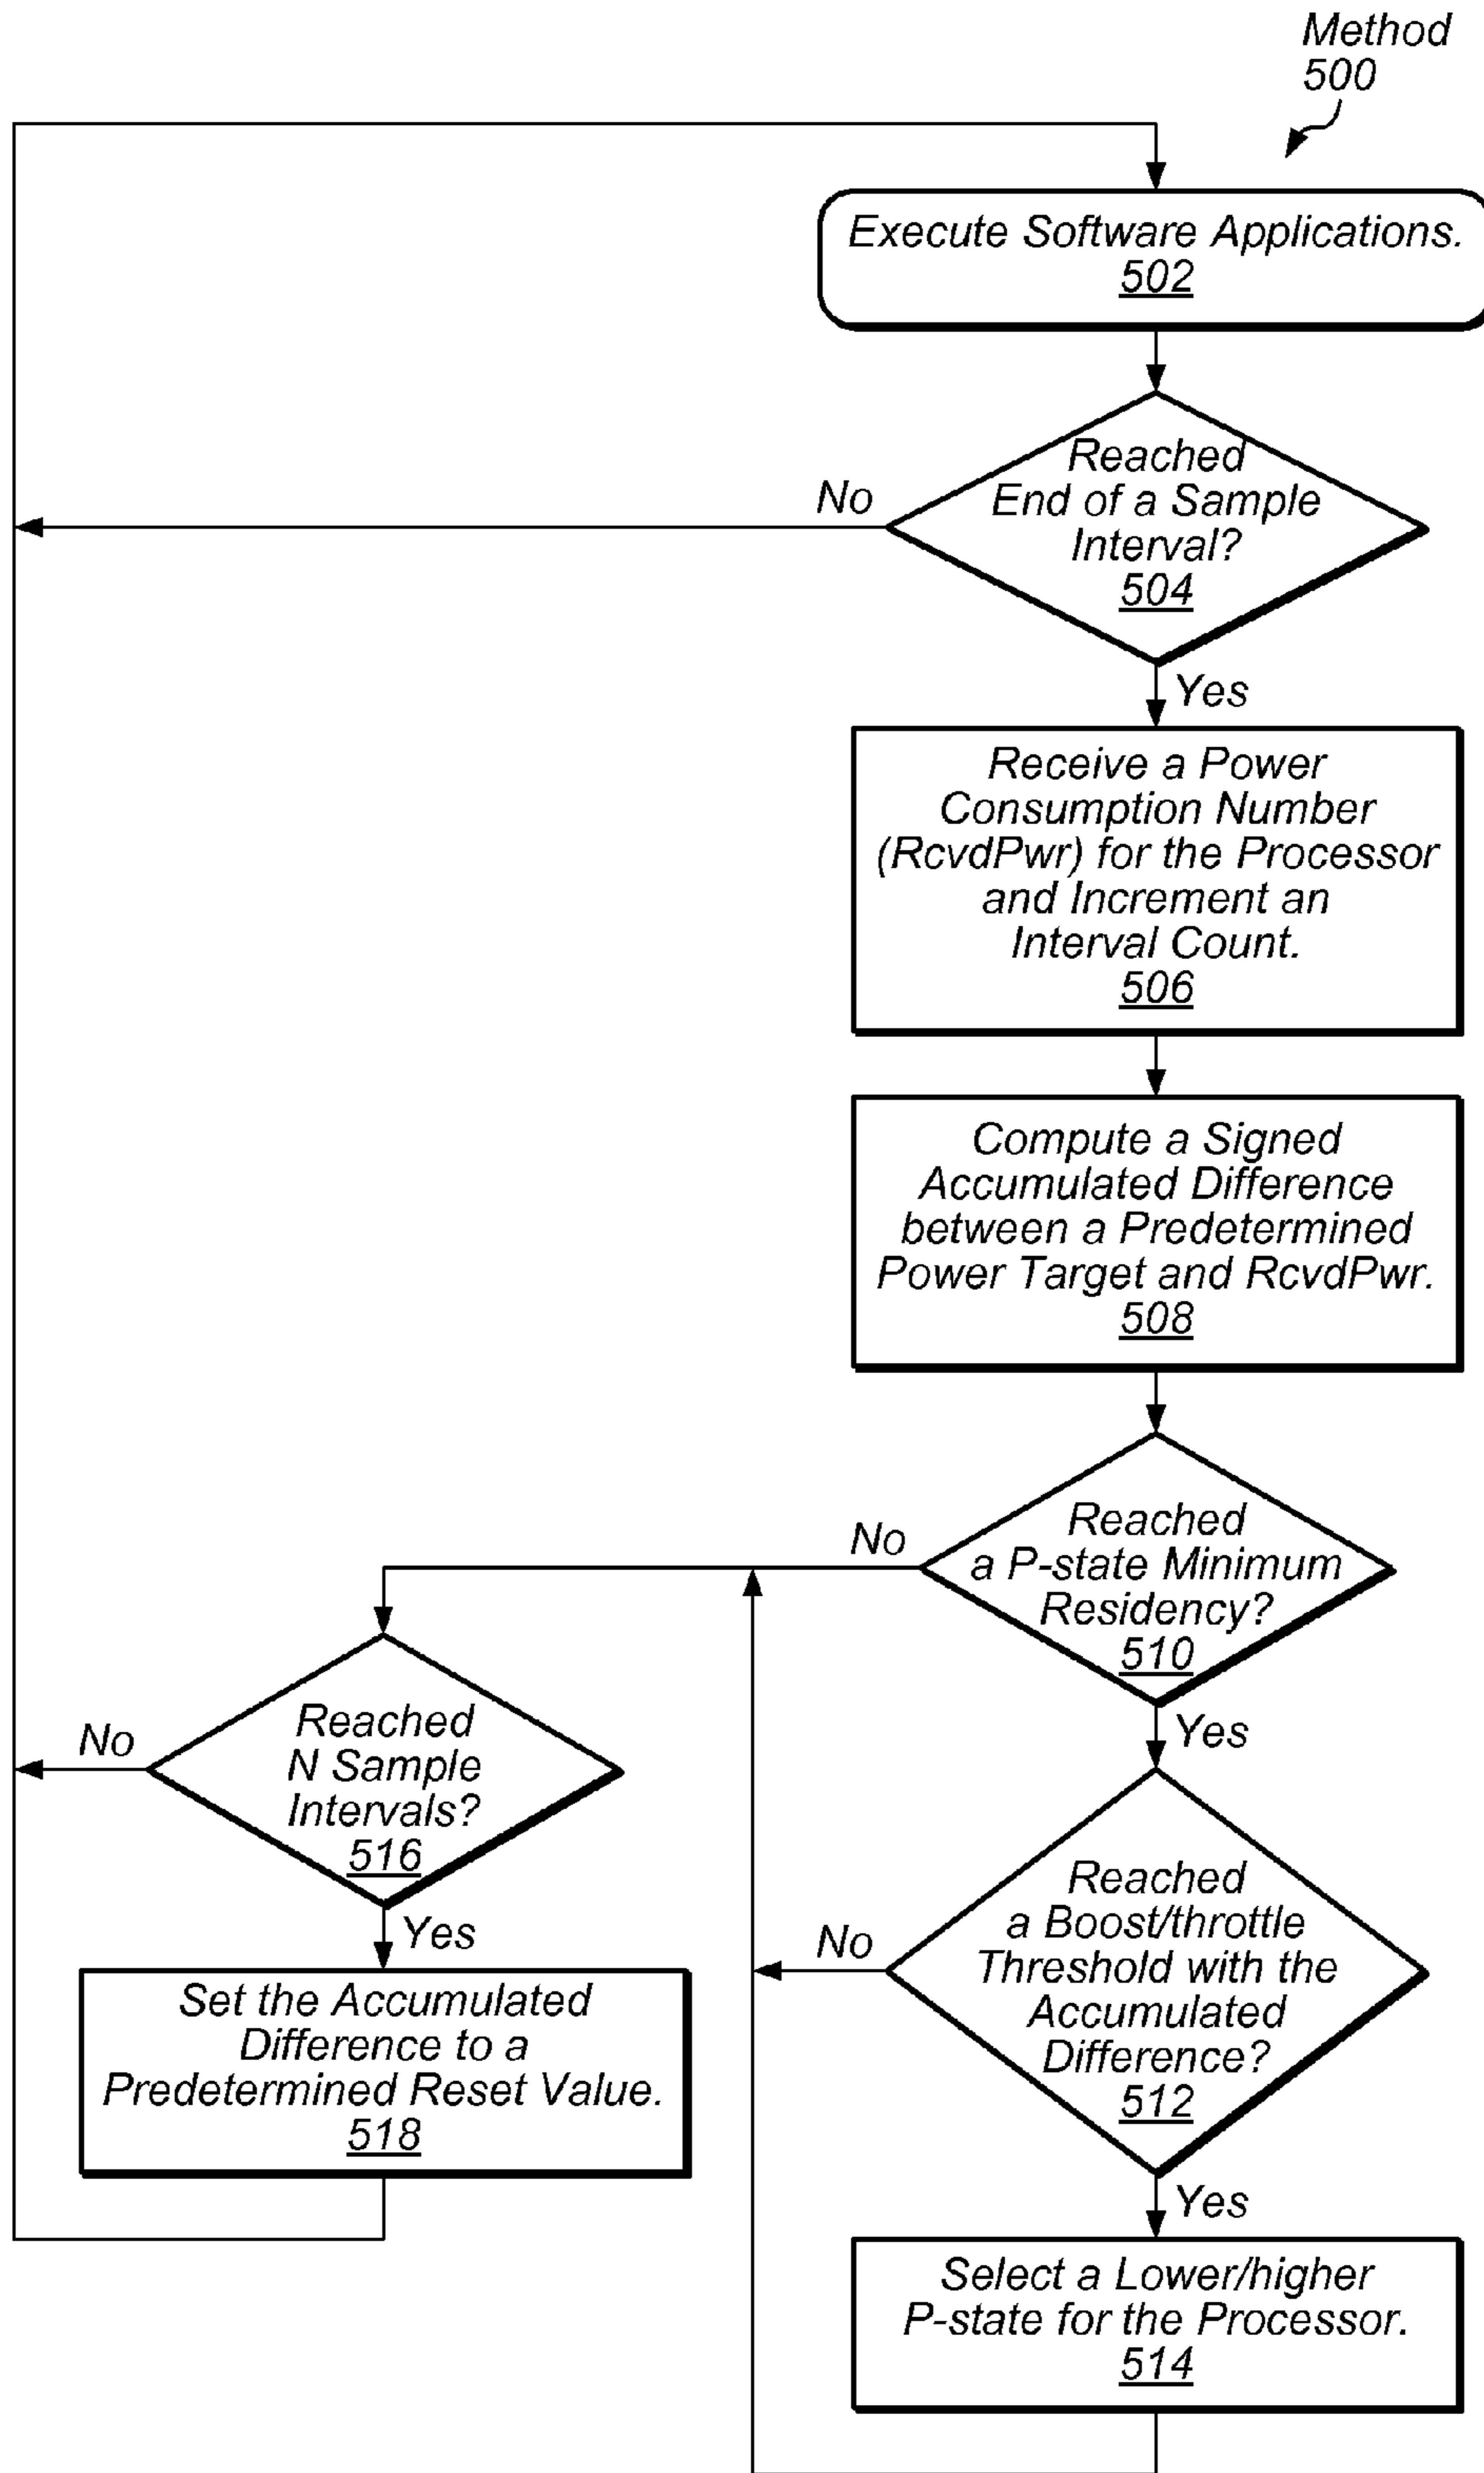 Method
500
Execute Software Applications.
502
Reached
End of a Sample
Interval?
504
No
Yes
Receive a Power
Consumption Number
(RcvdPwr) for the Processor
and Increment an
Interval Count.
506
Compute a Signed
Accumulated Difference
between a Predetermined
Power Target and RcvdPwr.
508
Reached
a P-state Minimum
Residency?
510
No
Yes
Reached
N Sample
Intervals?
516
No
Yes
Reached
a Boost/throttle
Threshold with the
Accumulated
Difference?
512
No
Yes
Set the Accumulated
Difference to a
Predetermined Reset Value.
518
Select a Lower/higher
P-state for the Processor.
514